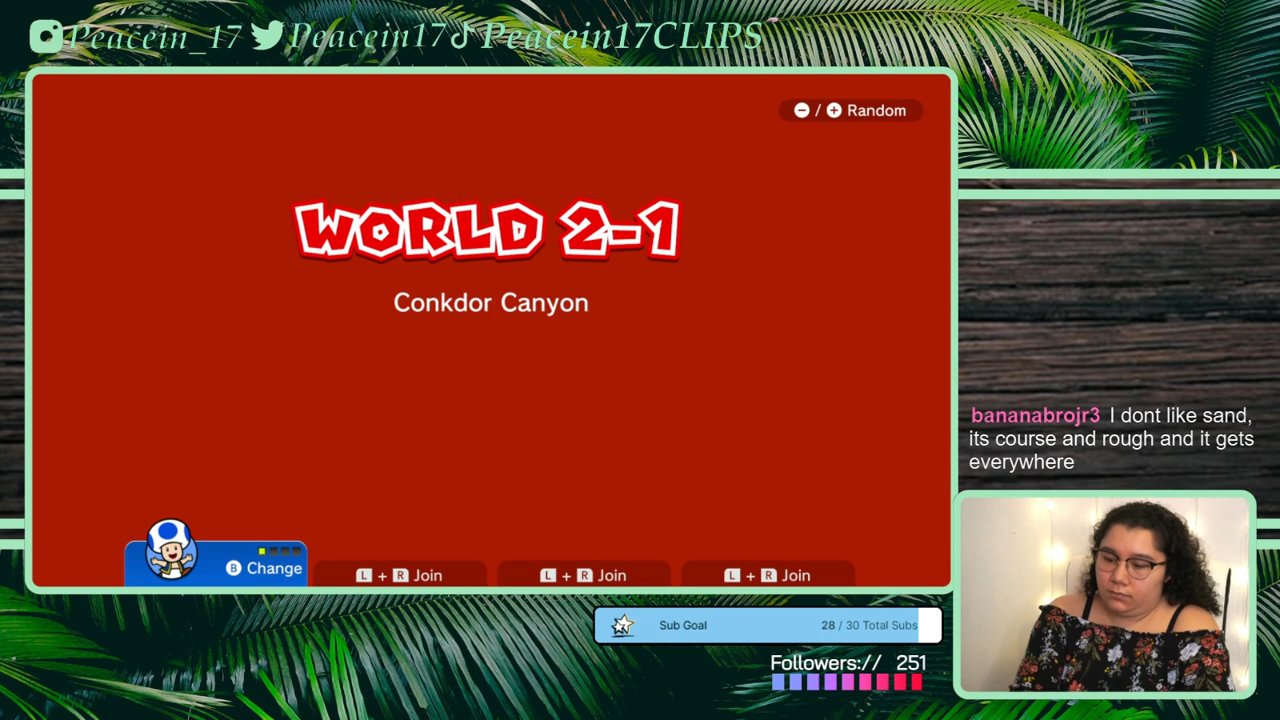 Peacein_17 Peacein17 Peacein17CLIPS
− / + Random
WORLD 2-1
Conkdor Canyon
B Change
L + R Join
L + R Join
L + R Join
bananabrojr3 I dont like sand,
its course and rough and it gets
everywhere
Sub Goal 28 / 30 Total Subs
Followers:// 251